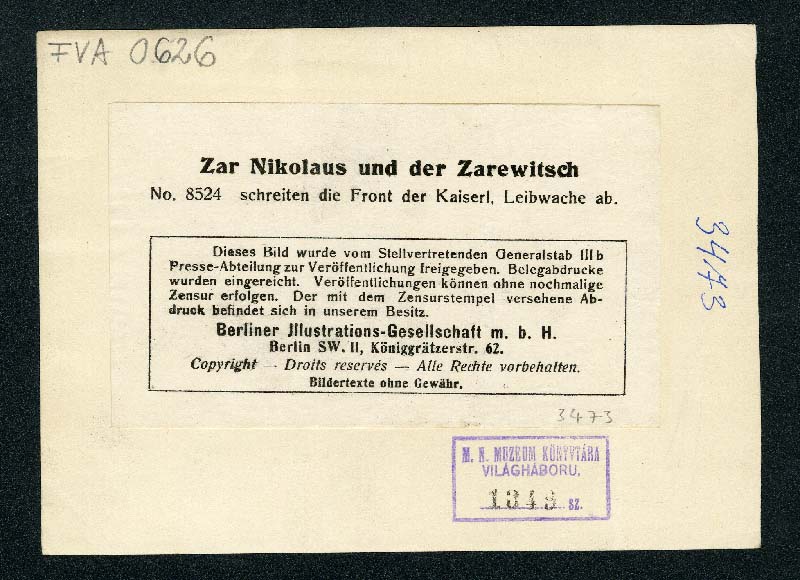 FVA 0626
Zar Nikolaus und der Zarewitsch
No. 8524 schreiten die Front der Kaiserl. Leibwache ab.
Dieses Bild wurde vom Stellvertretenden Generalstab III b
Presse-Abteilung zur Veröffentlichung freigegeben. Belegabdrucke
wurden eingereicht. Veröffentlichungen können ohne nochmalige
Zensur erfolgen. Der mit dem Zensurstempel versehene Ab-
druck befindet sich in unserem Besitz.
Berliner Jllustrations-Gesellschaft m. b. H.
Berlin SW. 11, Königgrätzerstr. 62.
Copyright — Droits reservés — Alle Rechte vorbehalten.
Bildertexte ohne Gewähr.
3473
3473
M. N. MUZEUM KÖNYVTÁRA
VILÁGHÁBORU.
1343 SZ.